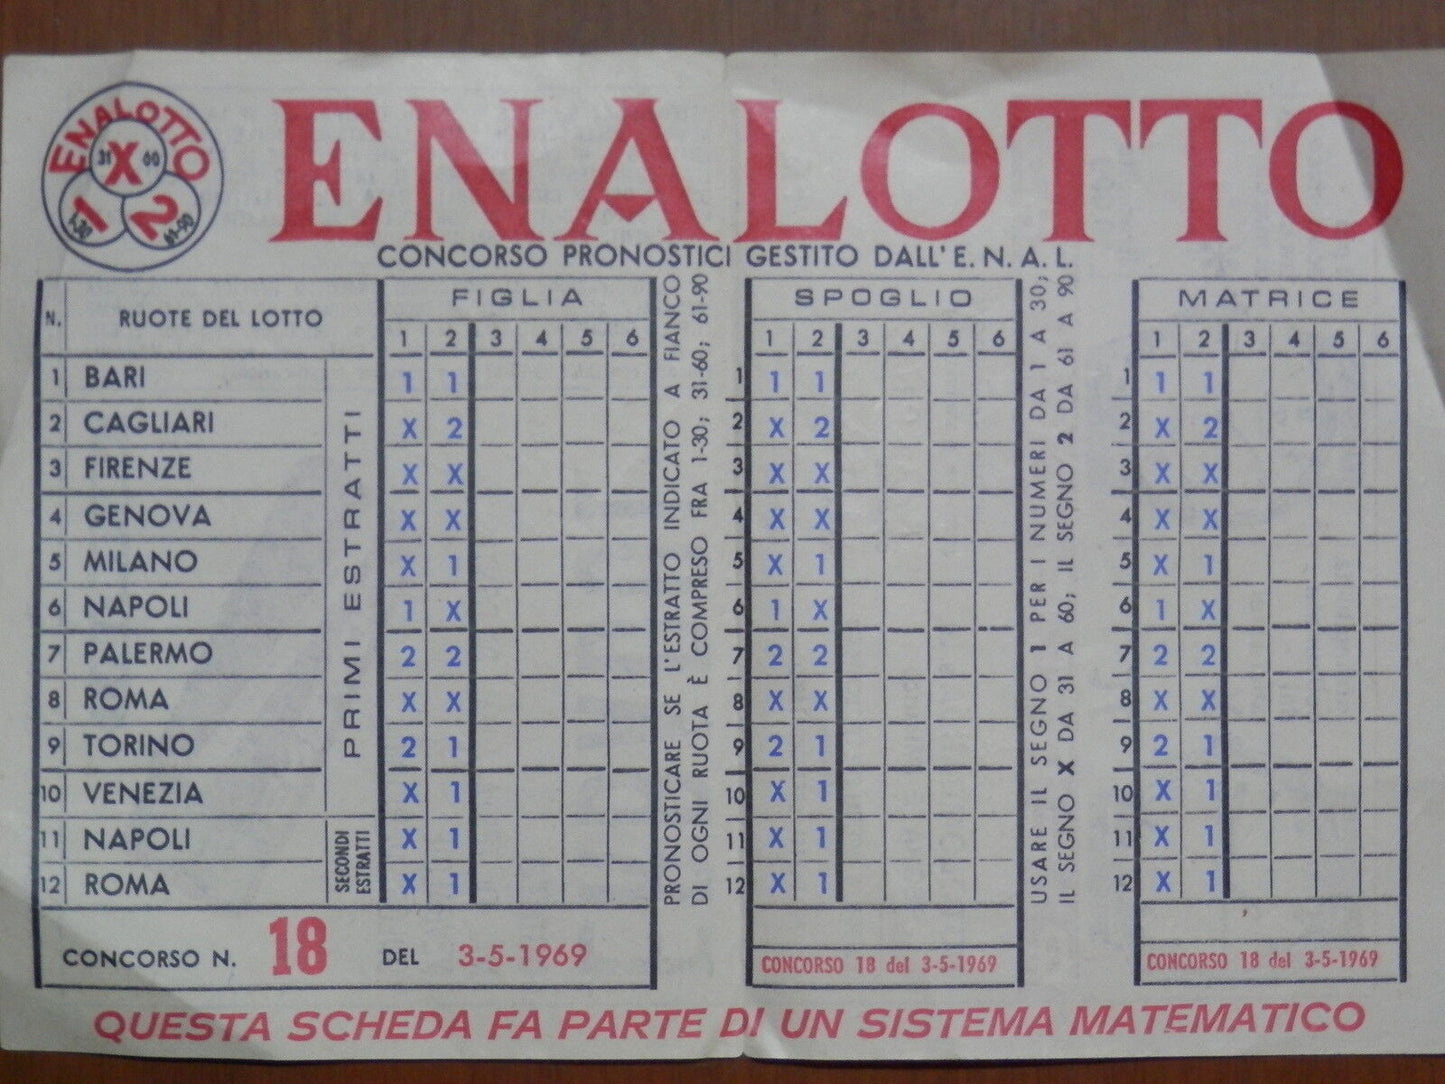 ENALOTTO
31 X 60
1 2
1-30 61-90
ENALOTTO
CONCORSO PRONOSTICI GESTITO DALL'E.N.A.L.
N. RUOTE DEL LOTTO
FIGLIA
1 2 3 4 5 6
1 BARI 1 1
2 CAGLIARI X 2
3 FIRENZE X X
4 GENOVA X X
5 MILANO X 1
6 NAPOLI 1 X
7 PALERMO 2 2
8 ROMA X X
9 TORINO 2 1
10 VENEZIA X 1
11 NAPOLI X 1
12 ROMA X 1
PRIMI ESTRATTI
SECONDI
ESTRATTI
CONCORSO N. 18 DEL 3-5-1969
PRONOSTICARE SE L'ESTRATTO INDICATO A FIANCO
DI OGNI RUOTA È COMPRESO FRA 1-30; 31-60; 61-90
SPOGLIO
1 2 3 4 5 6
1 1 1
2 X 2
3 X X
4 X X
5 X 1
6 1 X
7 2 2
8 X X
9 2 1
10 X 1
11 X 1
12 X 1
CONCORSO 18 del 3-5-1969
USARE IL SEGNO 1 PER I NUMERI DA 1 A 30;
IL SEGNO X DA 31 A 60; IL SEGNO 2 DA 61 A 90
MATRICE
1 2 3 4 5 6
1 1 1
2 X 2
3 X X
4 X X
5 X 1
6 1 X
7 2 2
8 X X
9 2 1
10 X 1
11 X 1
12 X 1
CONCORSO 18 del 3-5-1969
QUESTA SCHEDA FA PARTE DI UN SISTEMA MATEMATICO